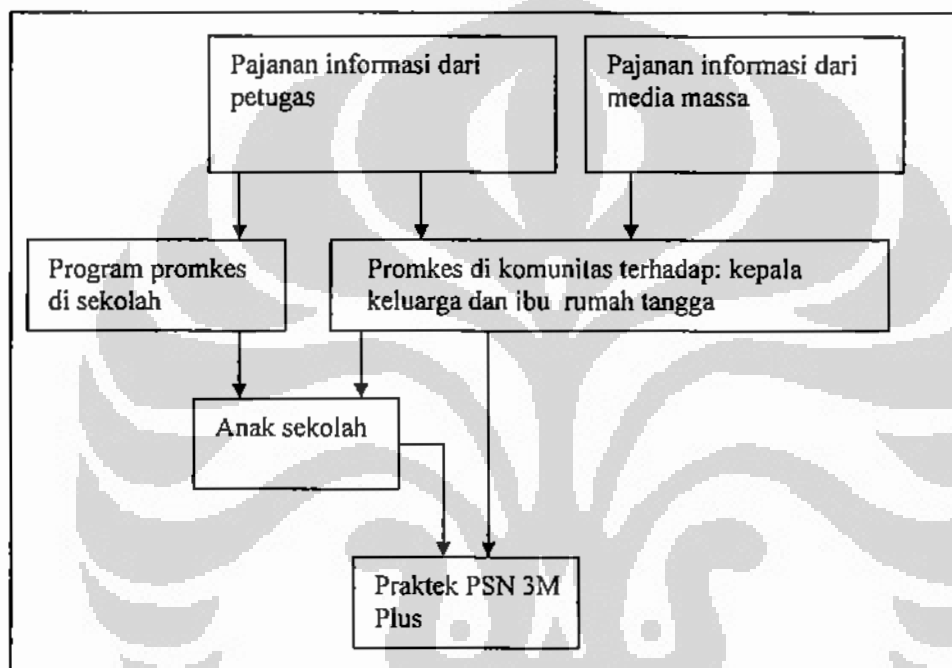 Pajanan informasi dari
petugas
Pajanan informasi dari
media massa
Program promkes
di sekolah
Promkes di komunitas terhadap: kepala
keluarga dan ibu rumah tangga
Anak sekolah
Praktek PSN 3M
Plus